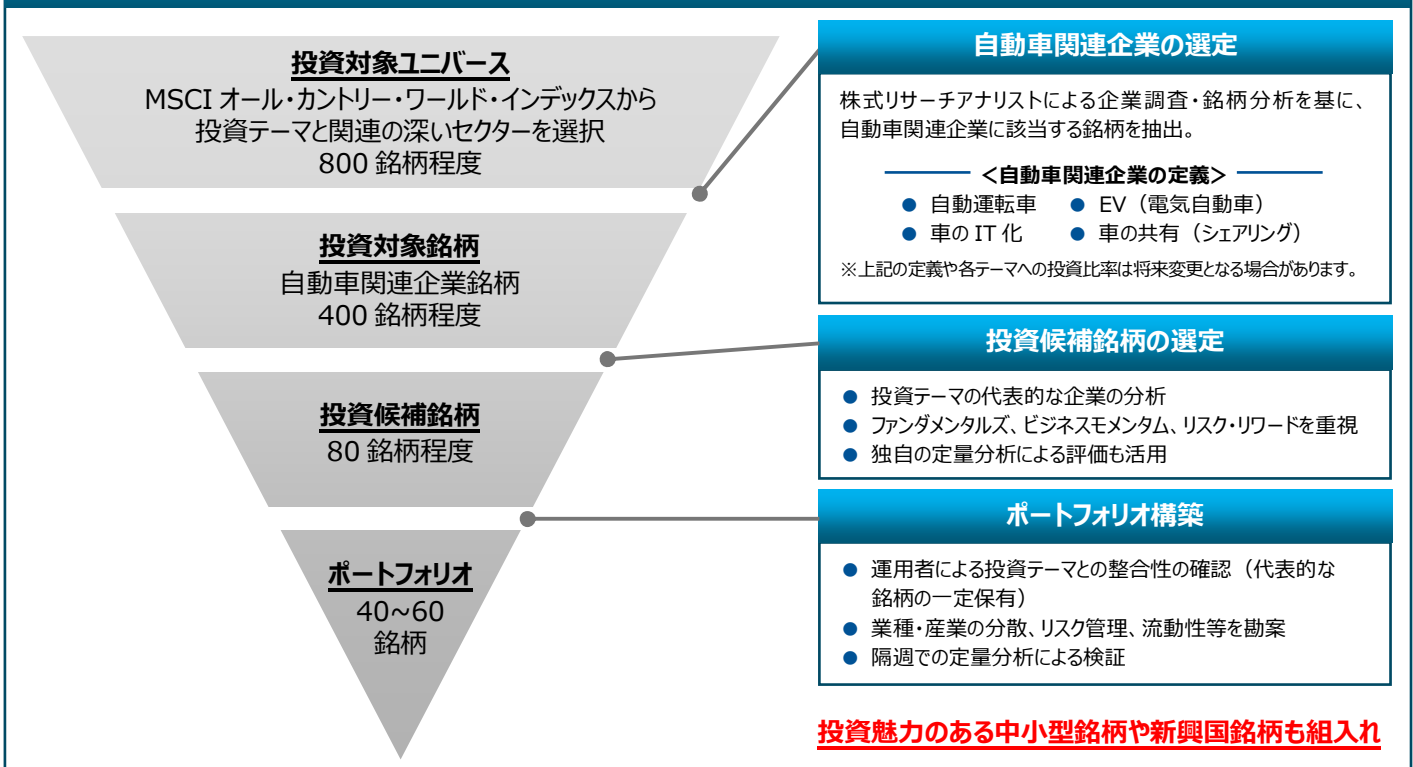 投資対象ユニバース
MSCI オール・カントリー・ワールド・インデックスから
投資テーマと関連の深いセクターを選択
800 銘柄程度
投資対象銘柄
自動車関連企業銘柄
400 銘柄程度
投資候補銘柄
80 銘柄程度
ポートフォリオ
40~60
銘柄
自動車関連企業の選定
株式リサーチアナリストによる企業調査・銘柄分析を基に、
自動車関連企業に該当する銘柄を抽出。
<自動車関連企業の定義>
● 自動運転車 ● EV（電気自動車）
● 車の IT 化 ● 車の共有（シェアリング）
※上記の定義や各テーマへの投資比率は将来変更となる場合があります。
投資候補銘柄の選定
● 投資テーマの代表的な企業の分析
● ファンダメンタルズ、ビジネスモメンタム、リスク・リワードを重視
● 独自の定量分析による評価も活用
ポートフォリオ構築
● 運用者による投資テーマとの整合性の確認（代表的な
銘柄の一定保有）
● 業種・産業の分散、リスク管理、流動性等を勘案
● 隔週での定量分析による検証
投資魅力のある中小型銘柄や新興国銘柄も組入れ